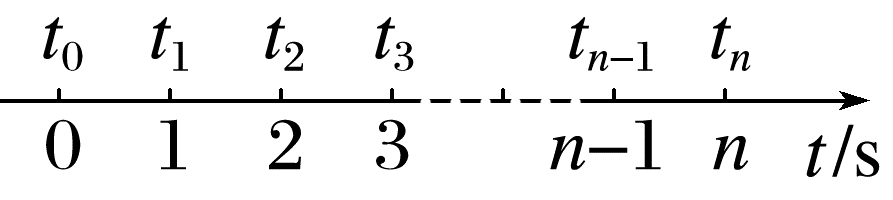 t₀ t₁ t₂ t₃ tₙ₋₁ tₙ
0 1 2 3 n−1 n t/s